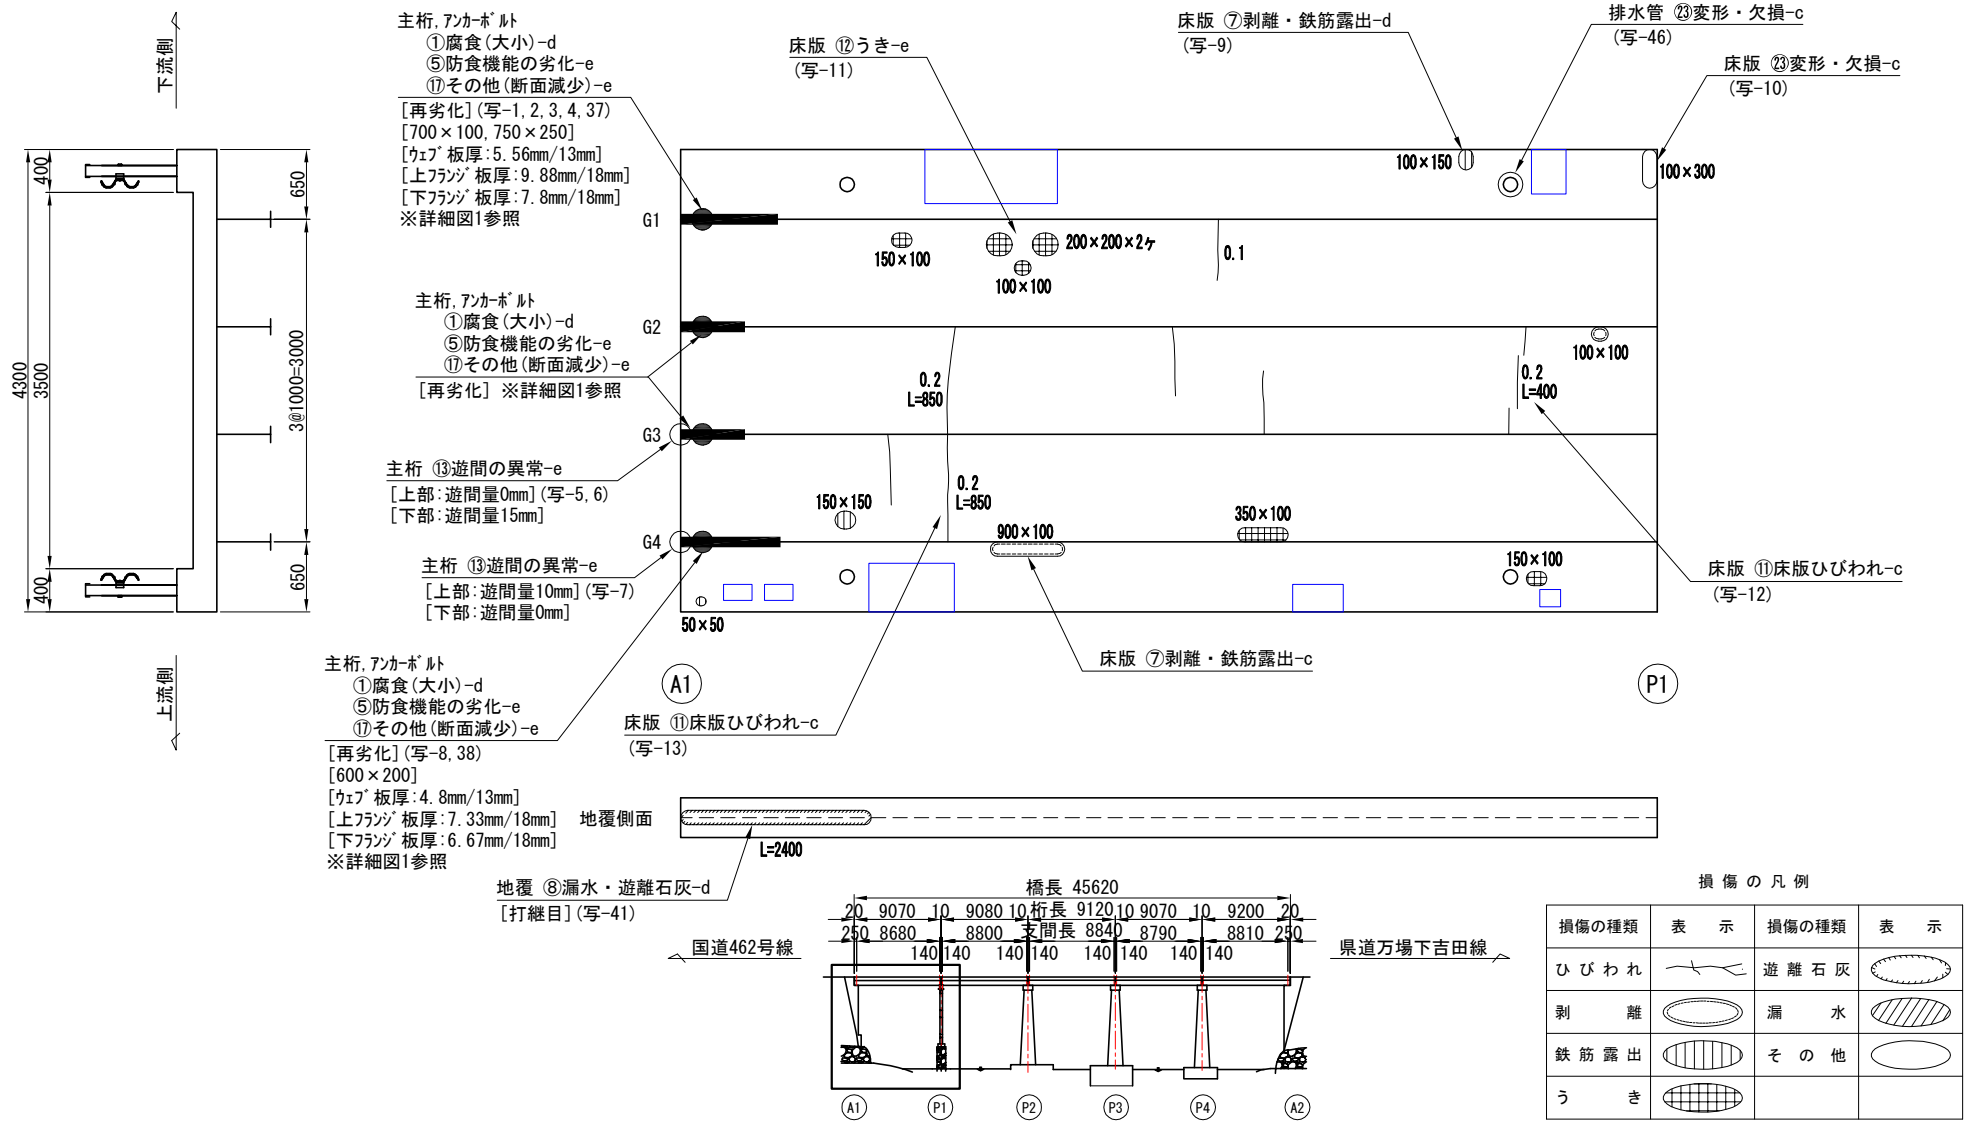 下流側
上流側
4300
400
3500
400
650
3@1000=3000
650
主桁,ｱﾝｶｰﾎﾞﾙﾄ
①腐食(大小)-d
⑤防食機能の劣化-e
⑰その他(断面減少)-e
[再劣化](写-1,2,3,4,37)
[700×100,750×250]
[ｳｪﾌﾞ板厚:5.56mm/13mm]
[上ﾌﾗﾝｼﾞ板厚:9.88mm/18mm]
[下ﾌﾗﾝｼﾞ板厚:7.8mm/18mm]
※詳細図1参照
主桁,ｱﾝｶｰﾎﾞﾙﾄ
①腐食(大小)-d
⑤防食機能の劣化-e
⑰その他(断面減少)-e
[再劣化] ※詳細図1参照
主桁 ⑬遊間の異常-e
[上部:遊間量0mm](写-5,6)
[下部:遊間量15mm]
主桁 ⑬遊間の異常-e
[上部:遊間量10mm](写-7)
[下部:遊間量0mm]
主桁,ｱﾝｶｰﾎﾞﾙﾄ
①腐食(大小)-d
⑤防食機能の劣化-e
⑰その他(断面減少)-e
[再劣化](写-8,38)
[600×200]
[ｳｪﾌﾞ板厚:4.8mm/13mm]
[上ﾌﾗﾝｼﾞ板厚:7.33mm/18mm]
[下ﾌﾗﾝｼﾞ板厚:6.67mm/18mm]
※詳細図1参照
床版 ⑫うき-e
(写-11)
床版 ⑦剥離・鉄筋露出-d
(写-9)
排水管 ㉓変形・欠損-c
(写-46)
床版 ㉓変形・欠損-c
(写-10)
100×150
100×300
G1
150×100
200×200×2ヶ
100×100
0.1
G2
0.2
L=850
100×100
0.2
L=400
G3
150×150
0.2
L=850
900×100
350×100
G4
150×100
50×50
床版 ⑪床版ひびわれ-c
(写-12)
床版 ⑦剥離・鉄筋露出-c
床版 ⑪床版ひびわれ-c
(写-13)
A1
P1
地覆側面
L=2400
地覆 ⑧漏水・遊離石灰-d
[打継目](写-41)
橋長 45620
20 9070 10 9080 10 桁長 9120 10 9070 10 9200 20
250 8680 8800 支間長 8840 8790 8810 250
140 140 140 140 140 140 140 140
国道462号線
県道万場下吉田線
A1 P1 P2 P3 P4 A2
損傷の凡例
損傷の種類 表示 損傷の種類 表示
ひびわれ 遊離石灰
剥離 漏水
鉄筋露出 その他
うき